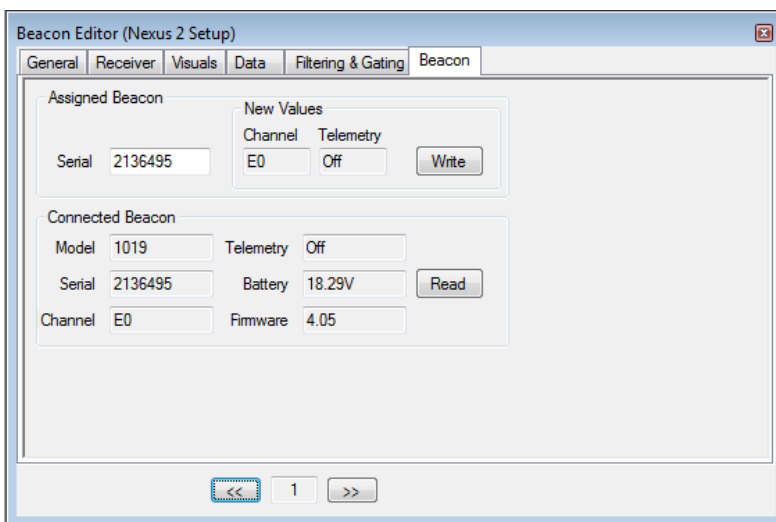 Beacon Editor (Nexus 2 Setup)
General Receiver Visuals Data Filtering & Gating Beacon
Assigned Beacon
New Values
Channel Telemetry
Serial 2136495 E0 Off Write
Connected Beacon
Model 1019 Telemetry Off
Serial 2136495 Battery 18.29V Read
Channel E0 Firmware 4.05
<< 1 >>